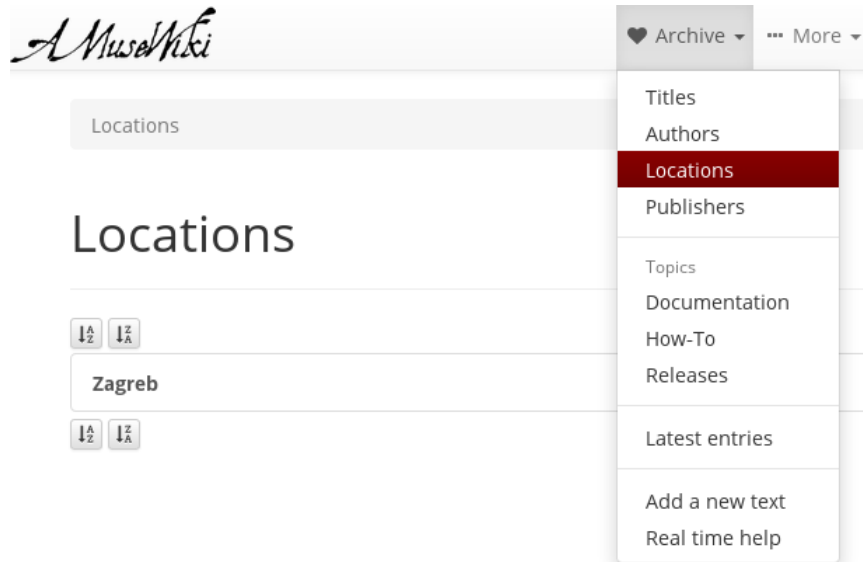 A MuseWiki
Archive
More
Locations
Locations
Zagreb
Titles
Authors
Locations
Publishers
Topics
Documentation
How-To
Releases
Latest entries
Add a new text
Real time help